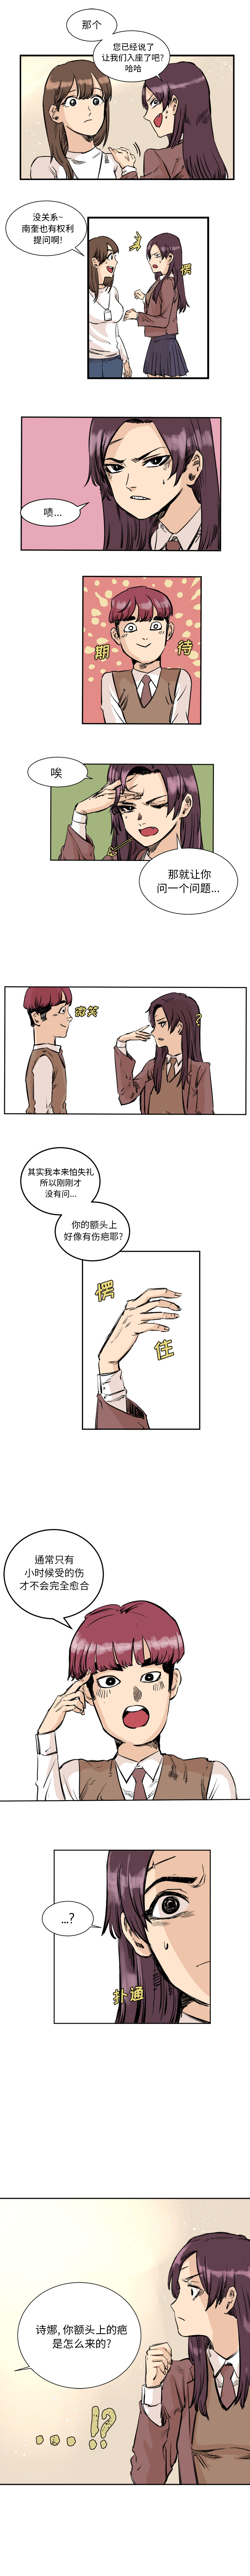 那个
您已经说了
让我们入座了吧?
哈哈
没关系~
南奎也有权利
提问啊!
愣
啧...
期待
唉
那就让你
问一个问题...
微笑
?
其实我本来怕失礼
所以刚刚才
没有问...
你的额头上
好像有伤疤耶?
愣
住
通常只有
小时候受的伤
才不会完全愈合
...?
扑通
诗娜, 你额头上的疤
是怎么来的?
...!?